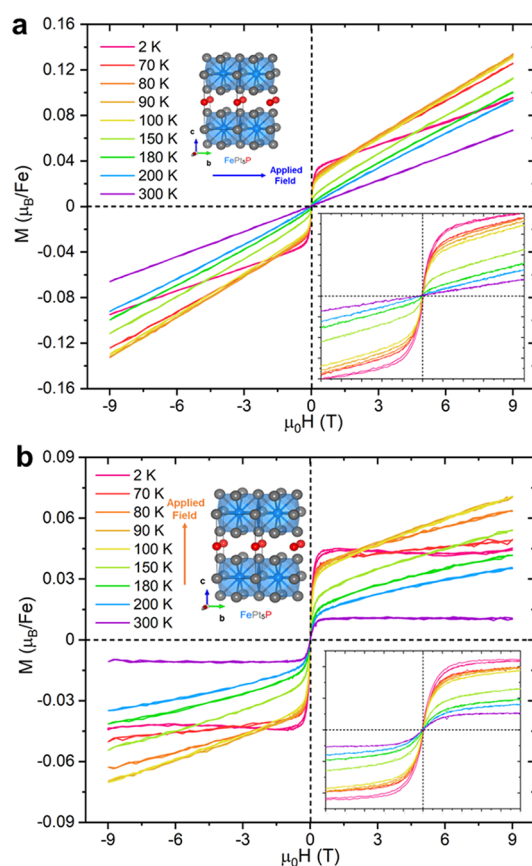 a
2 K
70 K
80 K
90 K
100 K
150 K
180 K
200 K
300 K
c
b
FePt₅P
Applied
Field
M (μB/Fe)
0.16
0.12
0.08
0.04
0
-0.04
-0.08
-0.12
-0.16
-9 -6 -3 0 3 6 9
μ₀H (T)
b
2 K
70 K
80 K
90 K
100 K
150 K
180 K
200 K
300 K
Applied
Field
c
b
FePt₅P
M (μB/Fe)
0.09
0.06
0.03
0
-0.03
-0.06
-0.09
-9 -6 -3 0 3 6 9
μ₀H (T)